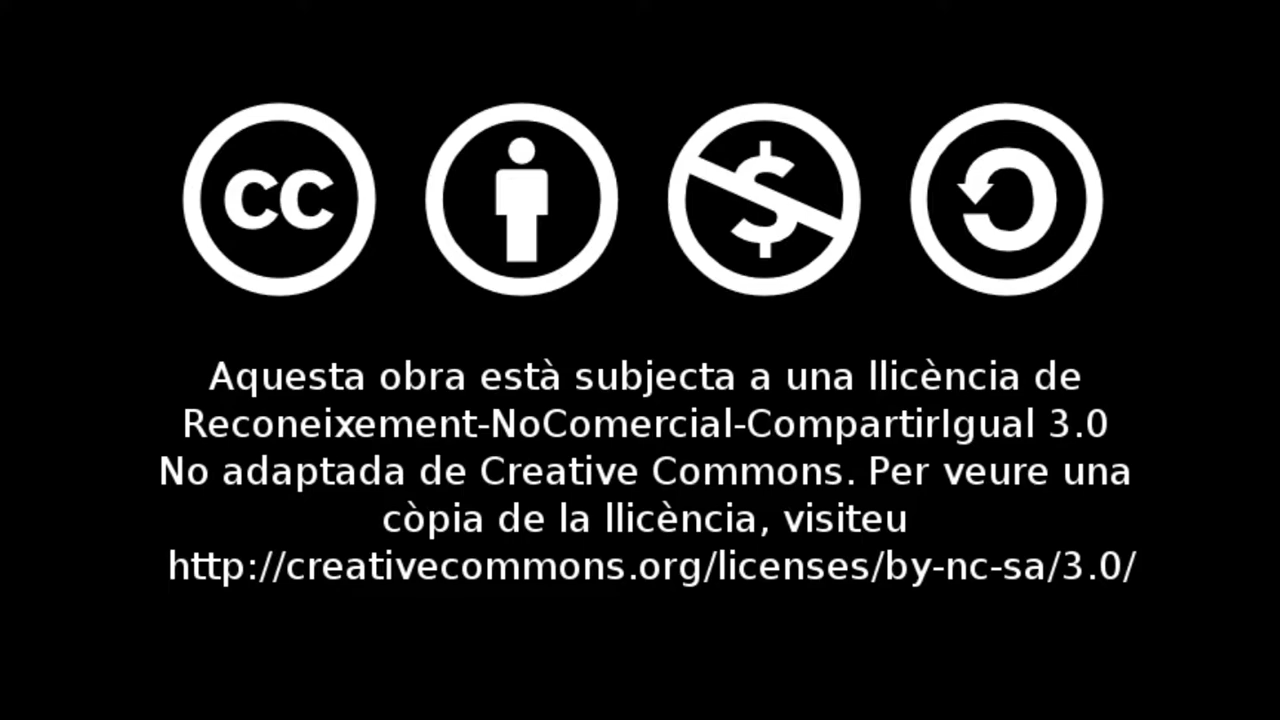 cc
$
Aquesta obra està subjecta a una llicència de
Reconeixement-NoComercial-CompartirIgual 3.0
No adaptada de Creative Commons. Per veure una
còpia de la llicència, visiteu
http://creativecommons.org/licenses/by-nc-sa/3.0/